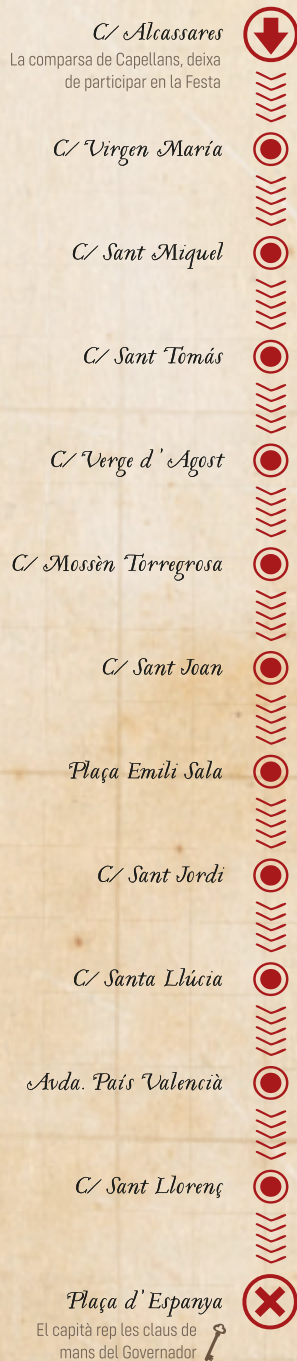 C/ Alcassares
La comparsa de Capellans, deixa
de participar en la Festa
C/ Virgen María
C/ Sant Miquel
C/ Sant Tomás
C/ Verge d'Agost
C/ Mossèn Torregrosa
C/ Sant Joan
Plaça Emili Sala
C/ Sant Jordi
C/ Santa Llúcia
Avda. País Valencià
C/ Sant Llorenç
Plaça d'Espanya
El capità rep les claus de
mans del Governador